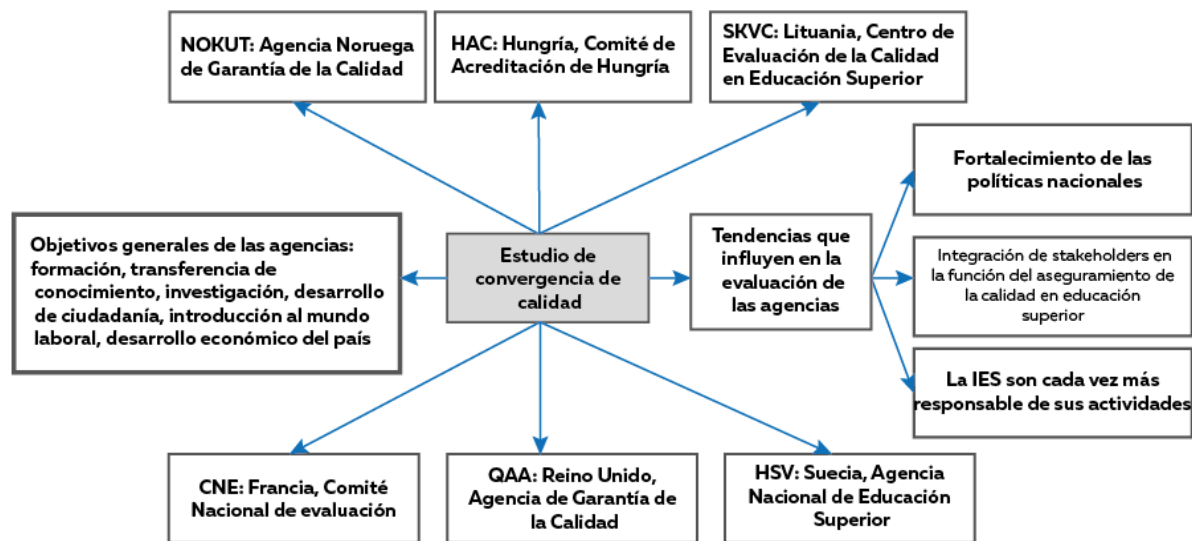 NOKUT: Agencia Noruega
de Garantía de la Calidad
HAC: Hungría, Comité de
Acreditación de Hungría
SKVC: Lituania, Centro de
Evaluación de la Calidad
en Educación Superior
Objetivos generales de las agencias:
formación, transferencia de
conocimiento, investigación, desarrollo
de ciudadanía, introducción al mundo
laboral, desarrollo económico del país
Estudio de
convergencia de
calidad
Tendencias que
influyen en la
evaluación de
las agencias
Fortalecimiento de las
políticas nacionales
Integración de stakeholders en
la función del aseguramiento de
la calidad en educación
superior
La IES son cada vez más
responsable de sus actividades
CNE: Francia, Comité
Nacional de evaluación
QAA: Reino Unido,
Agencia de Garantía de
la Calidad
HSV: Suecia, Agencia
Nacional de Educación
Superior